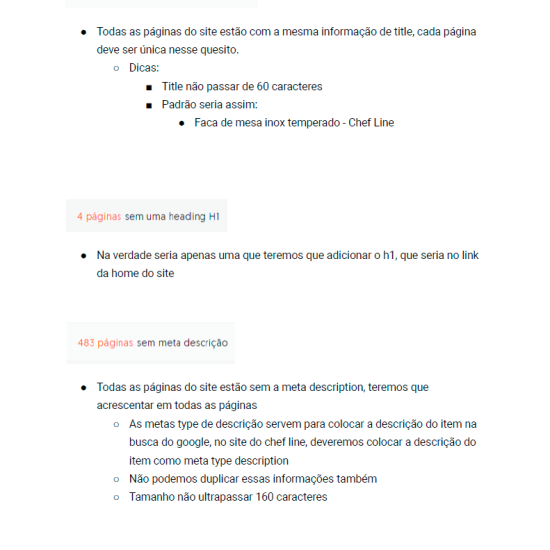 Todas as páginas do site estão com a mesma informação de title, cada página
deve ser única nesse quesito.
Dicas:
Title não passar de 60 caracteres
Padrão seria assim:
Faca de mesa inox temperado - Chef Line
4 páginas sem uma heading H1
Na verdade seria apenas uma que teremos que adicionar o h1, que seria no link
da home do site
483 páginas sem meta descrição
Todas as páginas do site estão sem a meta description, teremos que
acrescentar em todas as páginas
As metas type de descrição servem para colocar a descrição do item na
busca do google, no site do chef line, deveremos colocar a descrição do
item como meta type description
Não podemos duplicar essas informações também
Tamanho não ultrapassar 160 caracteres